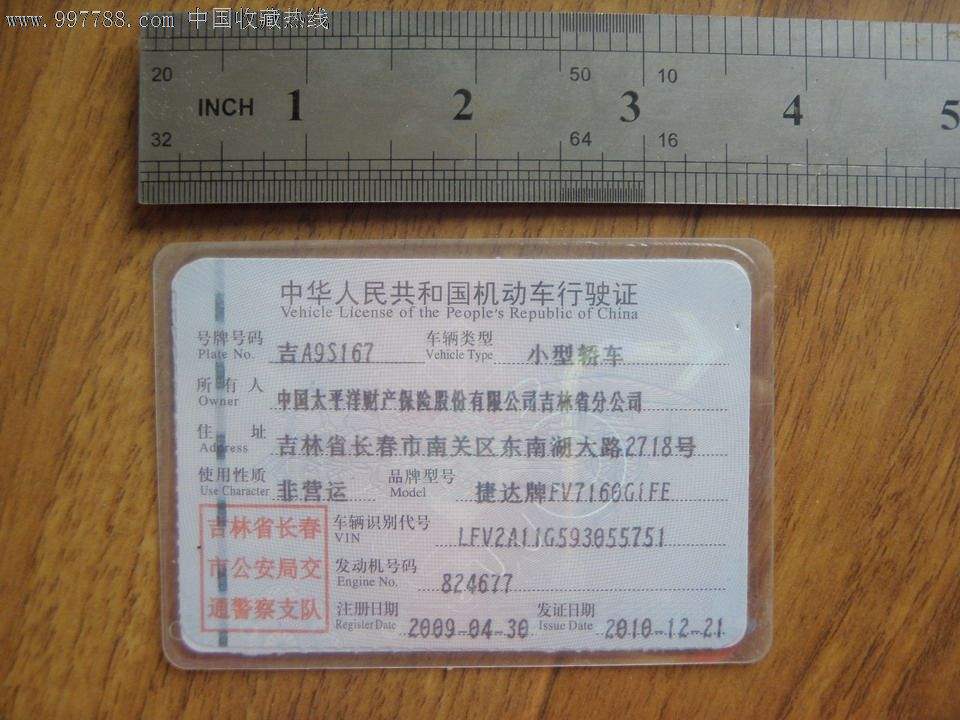 www.997788.com 中国收藏热线
20 50 10
INCH 1 2 3 4 5
32 64 16
中华人民共和国机动车行驶证
Vehicle License of the People's Republic of China
号牌号码 吉A9S167 车辆类型 小型轿车
Plate No. Vehicle Type
所有人 中国太平洋财产保险股份有限公司吉林省分公司
Owner
住址 吉林省长春市南关区东南湖大路2718号
Address
使用性质 非营运 品牌型号 捷达牌FV7160GIFE
Use Character Model
吉林省长春
市公安局交
通警察支队
车辆识别代号 LFV2A11G593055751
VIN
发动机号码 824677
Engine No.
注册日期 2009-04-30 发证日期 2010-12-21
Register Date Issue Date